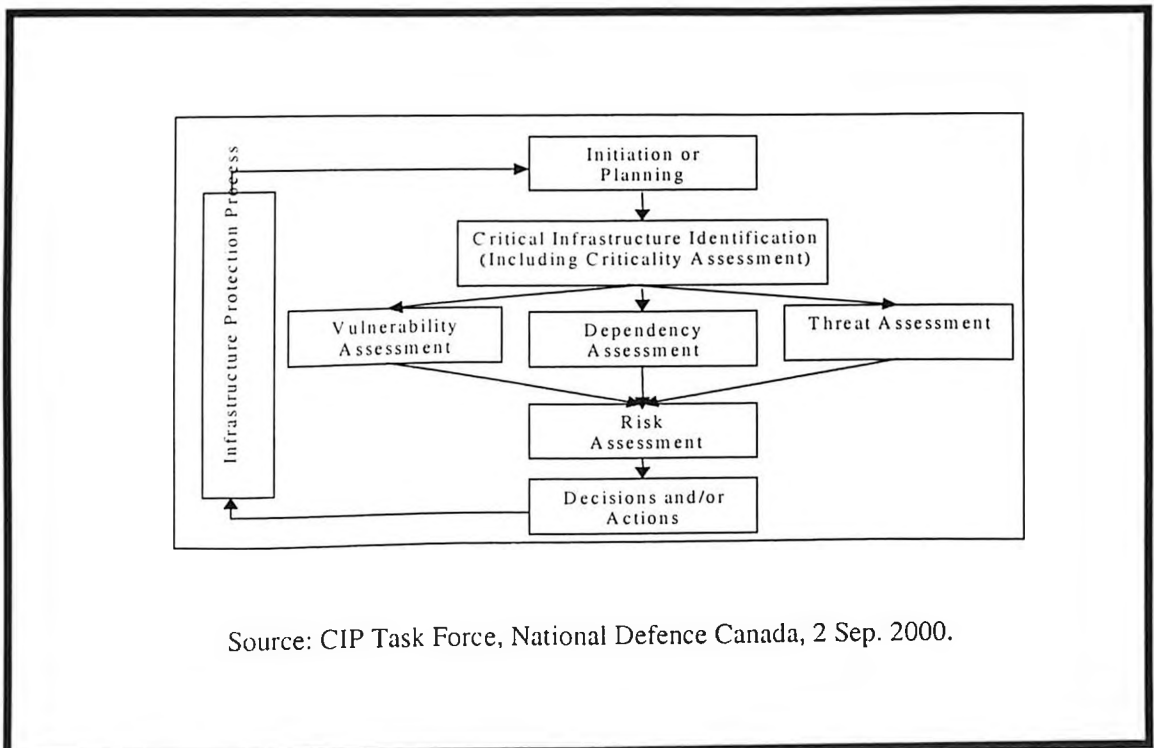 Infrastructure Protection Process
Initiation or
Planning
Critical Infrastructure Identification
(Including Criticality Assessment)
Vulnerability
Assessment
Dependency
Assessment
Threat Assessment
Risk
Assessment
Decisions and/or
Actions
Source: CIP Task Force, National Defence Canada, 2 Sep. 2000.